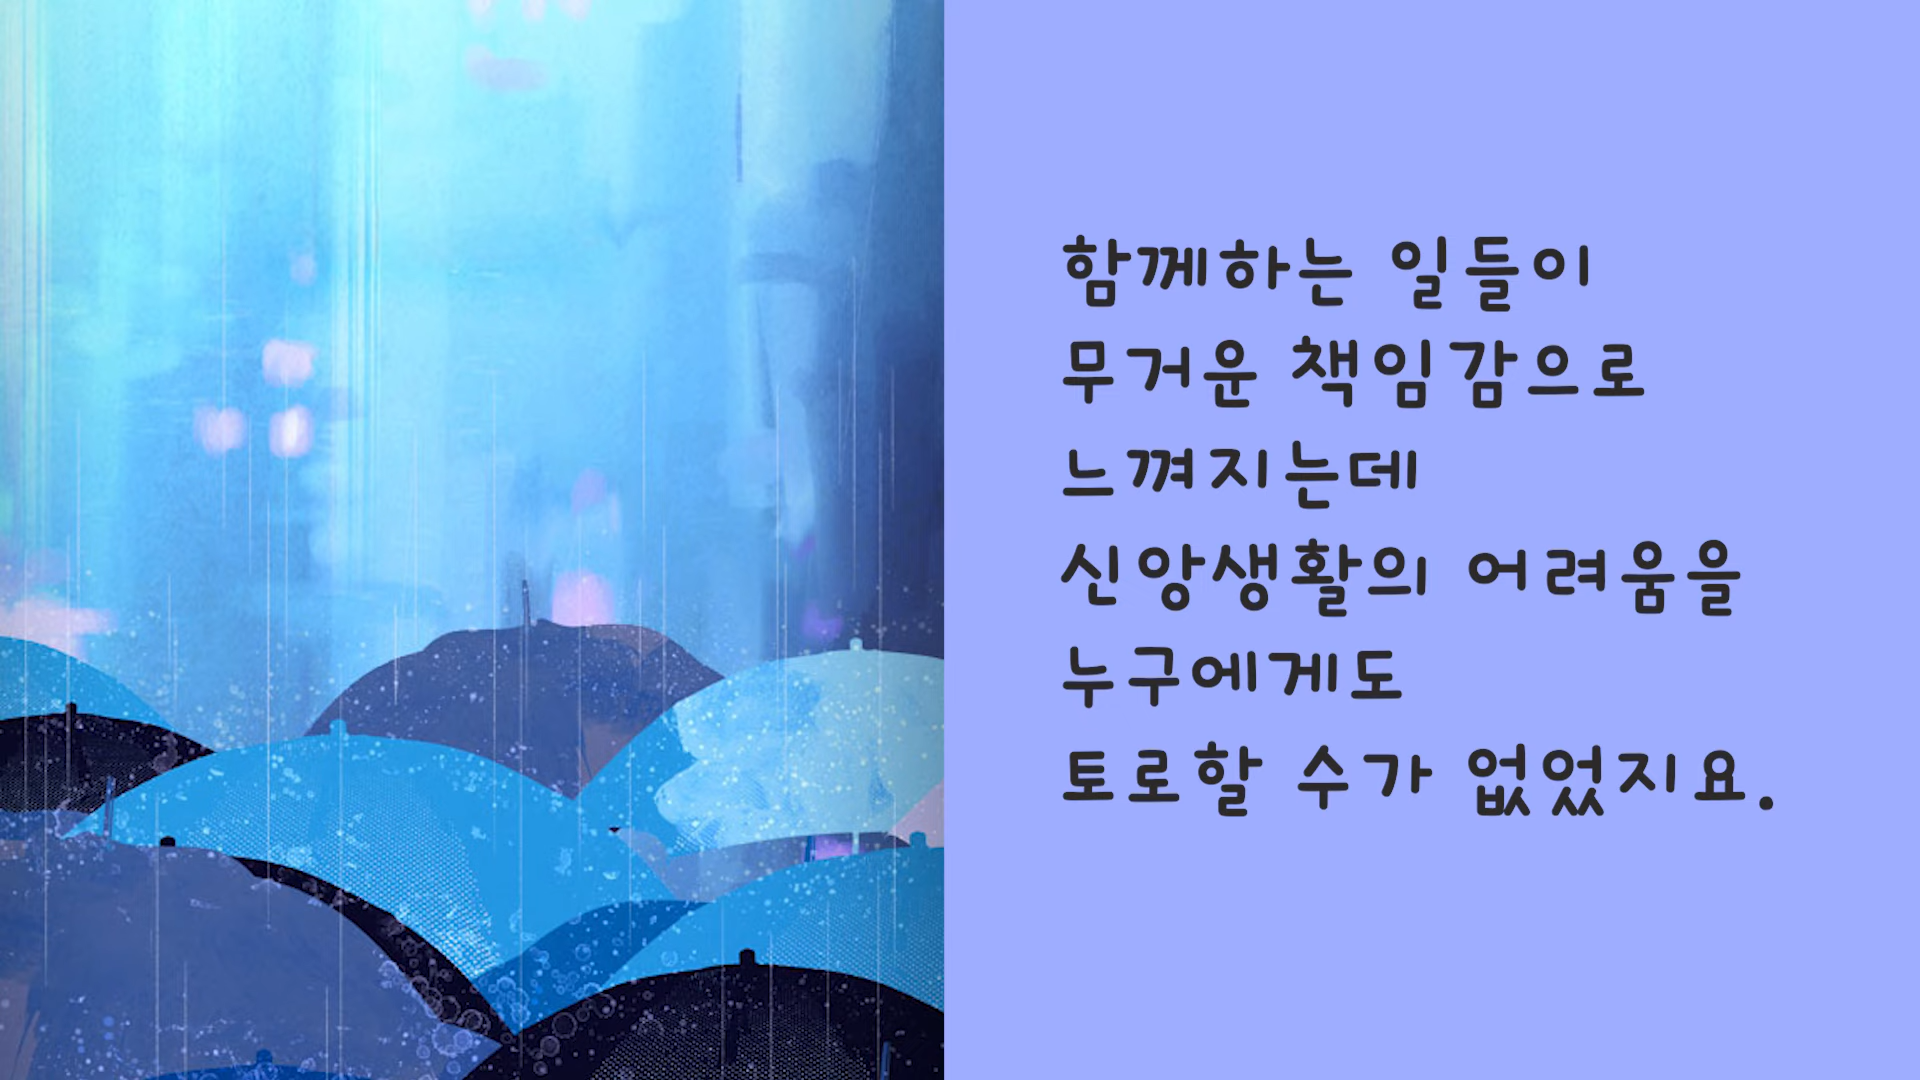 함께하는 일들이
무거운 책임감으로
느껴지는데
신앙생활의 어려움을
누구에게도
토로할 수가 없었지요.